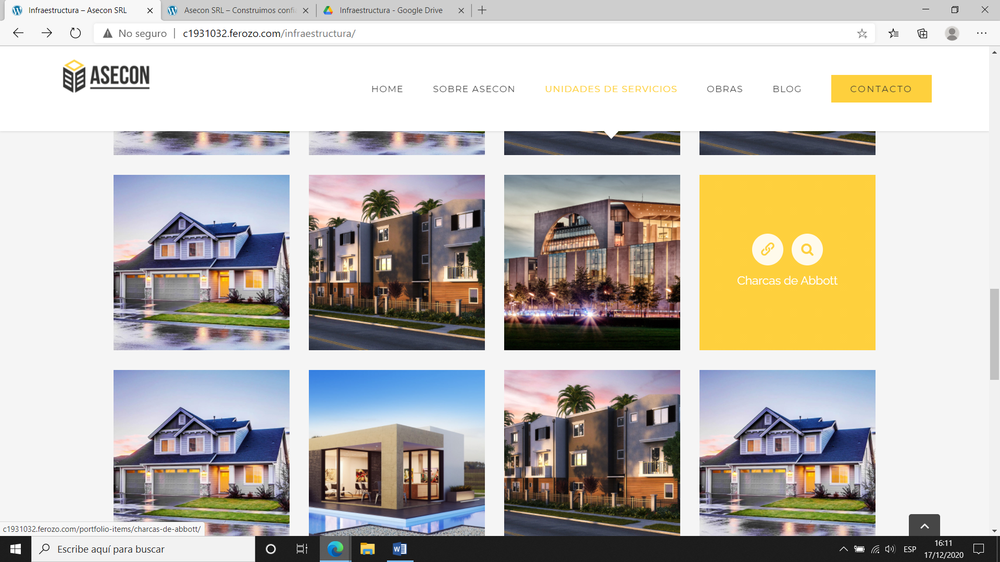 Infraestructura – Asecon SRL
Asecon SRL – Construimos confi
Infraestructura - Google Drive
No seguro | c1931032.ferozo.com/infraestructura/
ASECON
HOME SOBRE ASECON UNIDADES DE SERVICIOS OBRAS BLOG CONTACTO
Charcas de Abbott
c1931032.ferozo.com/portfolio-items/charcas-de-abbott/
Escribe aquí para buscar
ESP
16:11
17/12/2020